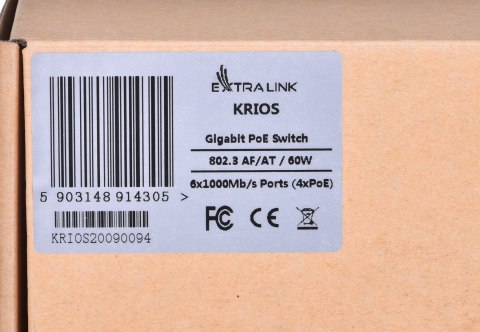 EXTRALINK
KRIOS
Gigabit PoE Switch
802.3 AF/AT / 60W
6x1000Mb/s Ports (4xPoE)
5 903148 914305 >
KRIOS20090094
FC CE